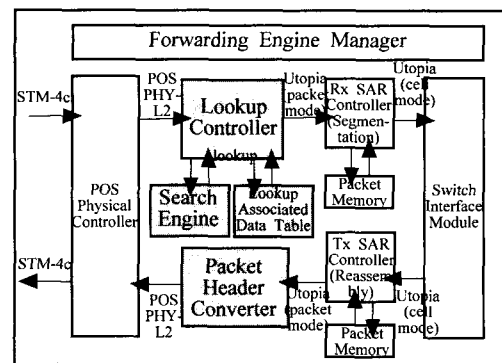 Forwarding Engine Manager
STM-4c
POS
PHY-
L2
Lookup
Controller
lookup
Utopia
(packet
mode)
Rx SAR
Controller
(Segmen-
tation)
Utopia
(cell
mode)
POS
Physical
Controller
Search
Engine
Lookup
Associated
Data Table
Packet
Memory
Switch
Interface
Module
STM-4c
POS
PHY-
L2
Packet
Header
Converter
Utopia
(packet
mode)
Tx SAR
Controller
(Reassem-
bly)
Utopia
(cell
mode)
Packet
Memory